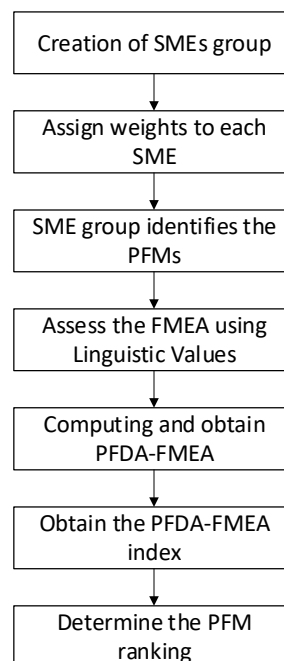 Creation of SMEs group
Assign weights to each
SME
SME group identifies the
PFMs
Assess the FMEA using
Linguistic Values
Computing and obtain
PFDA-FMEA
Obtain the PFDA-FMEA
index
Determine the PFM
ranking